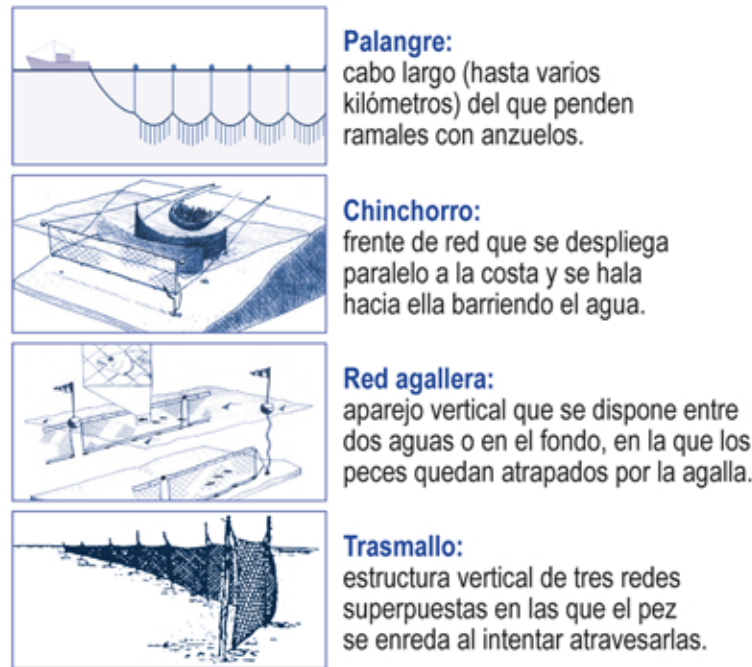 Palangre:
cabo largo (hasta varios
kilómetros) del que penden
ramales con anzuelos.
Chinchorro:
frente de red que se despliega
paralelo a la costa y se hala
hacia ella barriendo el agua.
Red agallera:
aparejo vertical que se dispone entre
dos aguas o en el fondo, en la que los
peces quedan atrapados por la agalla.
Trasmallo:
estructura vertical de tres redes
superpuestas en las que el pez
se enreda al intentar atravesarlas.